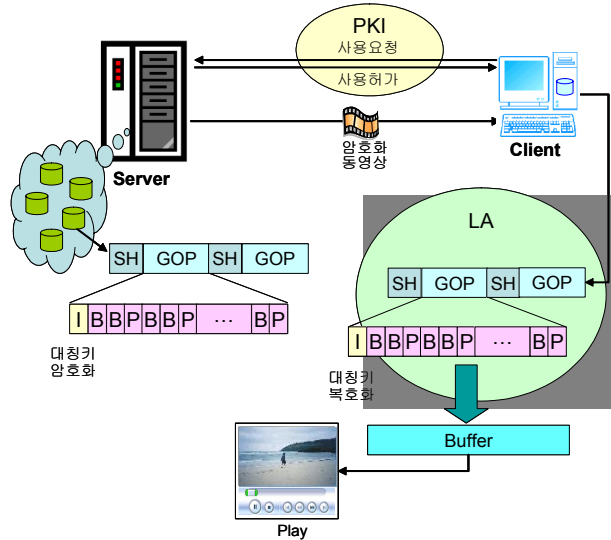 PKI
사용요청
사용허가
암호화
동영상
Client
Server
SH GOP SH GOP
I B B P B B P ... B P
대칭키
암호화
LA
SH GOP SH GOP
I B B P B B P ... B P
대칭키
복호화
Buffer
Play